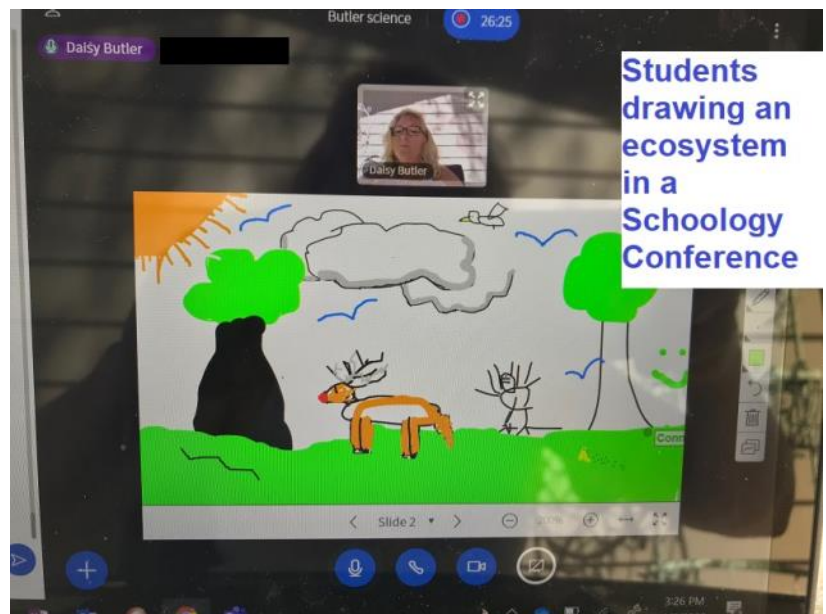 Butler science
26:25
Daisy Butler
Students
drawing an
ecosystem
in a
Schoology
Conference
Daisy Butler
Conn
Slide 2
3:26 PM